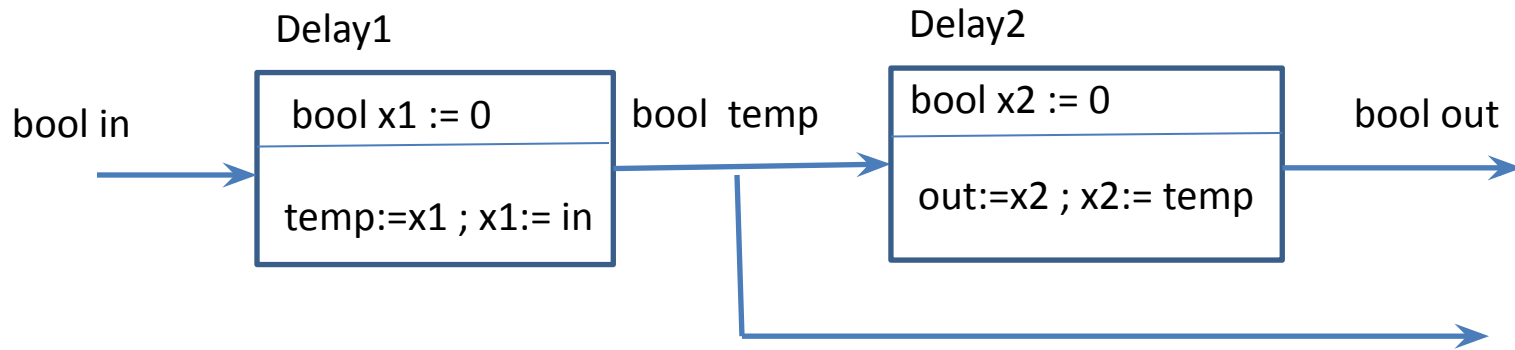 Delay1
Delay2
bool in
bool x1 := 0
bool temp
bool x2 := 0
bool out
temp:=x1 ; x1:= in
out:=x2 ; x2:= temp